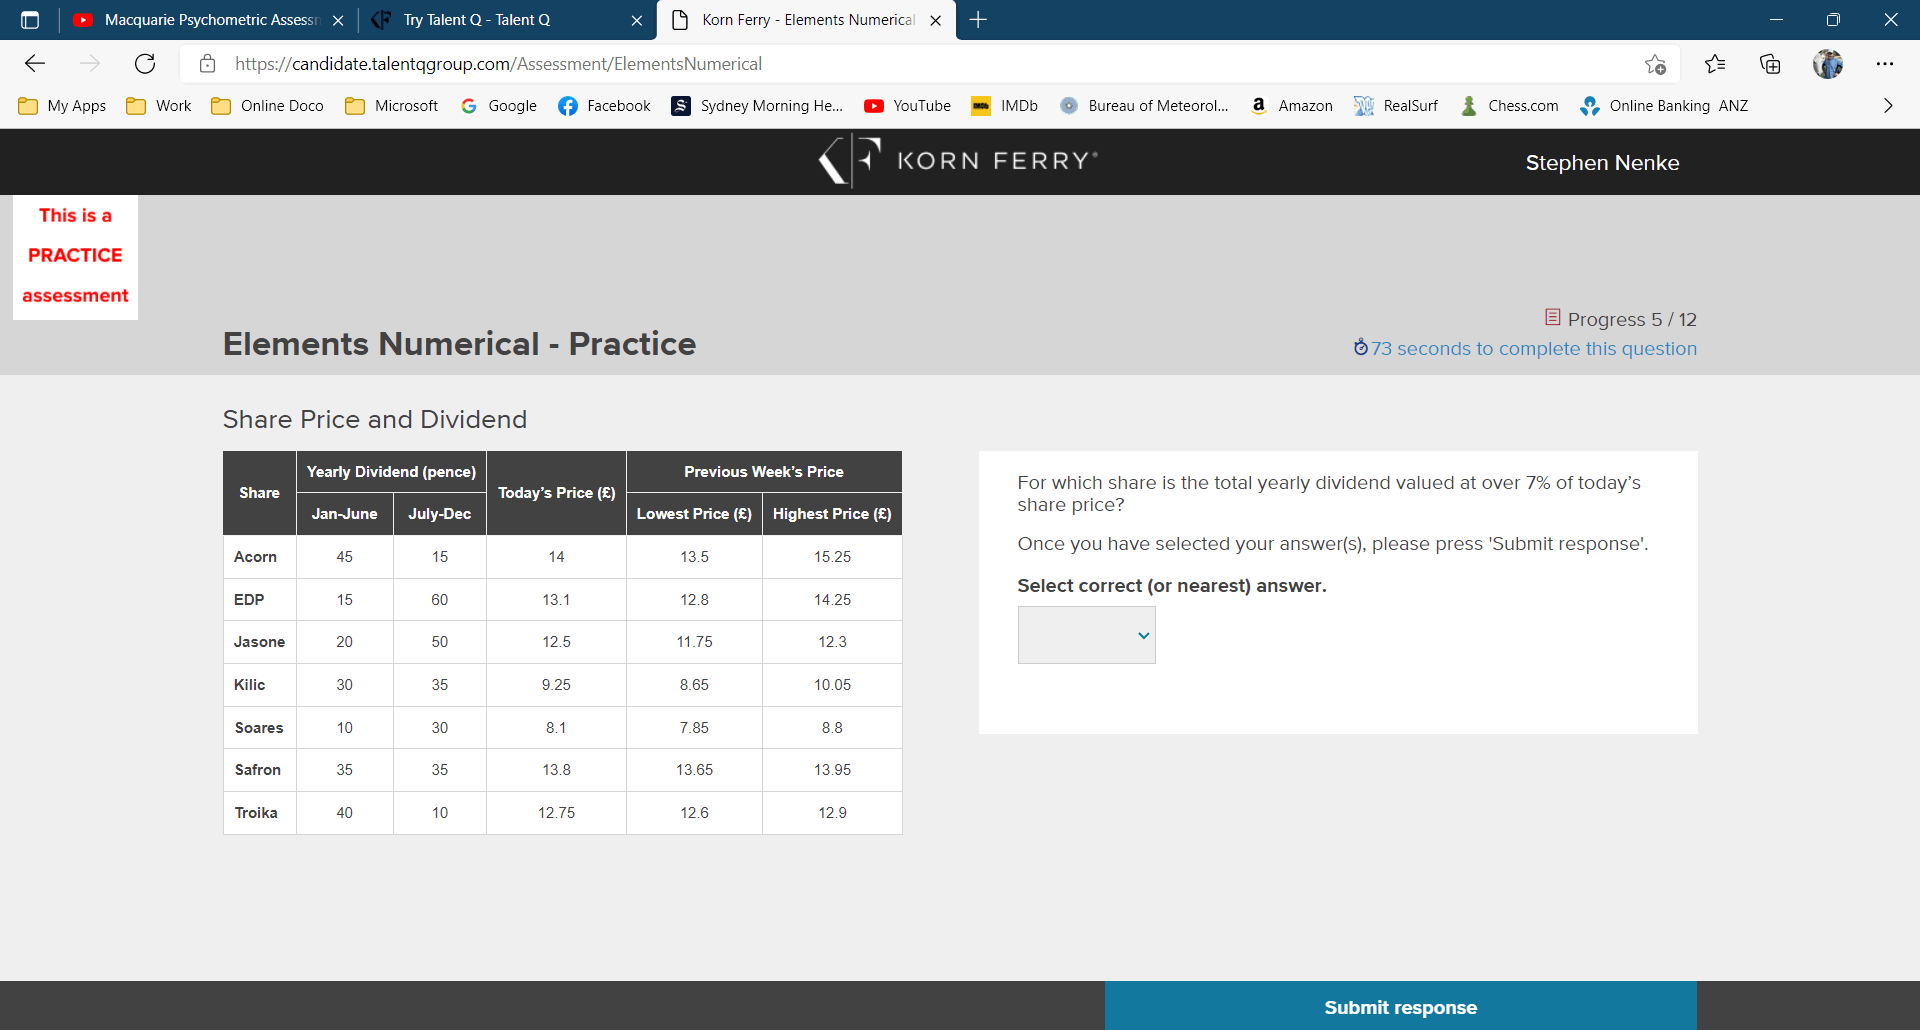 Macquarie Psychometric Assessm
Try Talent Q - Talent Q
Korn Ferry - Elements Numerical
https://candidate.talentqgroup.com/Assessment/ElementsNumerical
My Apps Work Online Doco Microsoft Google Facebook Sydney Morning He... YouTube IMDb Bureau of Meteorol... Amazon RealSurf Chess.com Online Banking ANZ
KORN FERRY
Stephen Nenke
This is a
PRACTICE
assessment
Elements Numerical - Practice
Progress 5 / 12
73 seconds to complete this question
Share Price and Dividend
Share Yearly Dividend (pence) Today's Price (£) Previous Week's Price
Jan-June July-Dec Lowest Price (£) Highest Price (£)
Acorn 45 15 14 13.5 15.25
EDP 15 60 13.1 12.8 14.25
Jasone 20 50 12.5 11.75 12.3
Kilic 30 35 9.25 8.65 10.05
Soares 10 30 8.1 7.85 8.8
Safron 35 35 13.8 13.65 13.95
Troika 40 10 12.75 12.6 12.9
For which share is the total yearly dividend valued at over 7% of today's
share price?
Once you have selected your answer(s), please press 'Submit response'.
Select correct (or nearest) answer.
Submit response